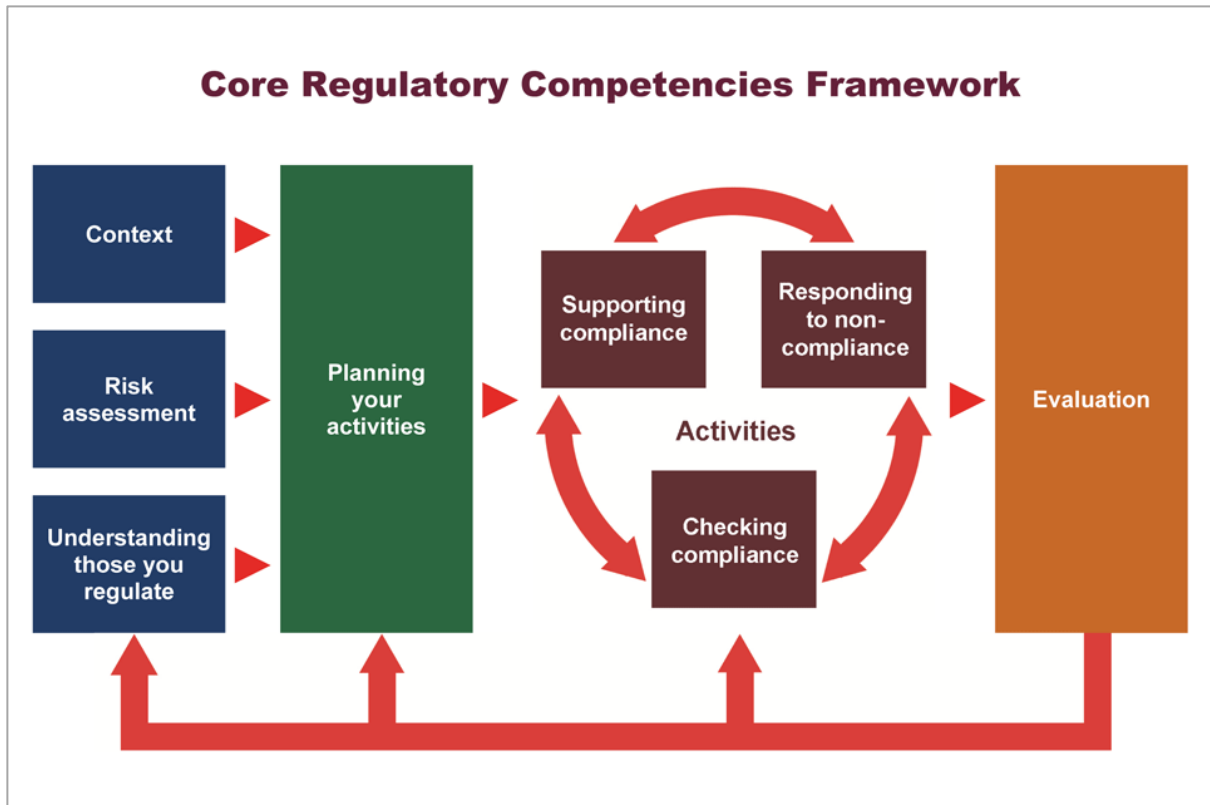 Core Regulatory Competencies Framework
Context
Risk
assessment
Understanding
those you
regulate
Planning
your
activities
Supporting
compliance
Responding
to non-
compliance
Activities
Checking
compliance
Evaluation